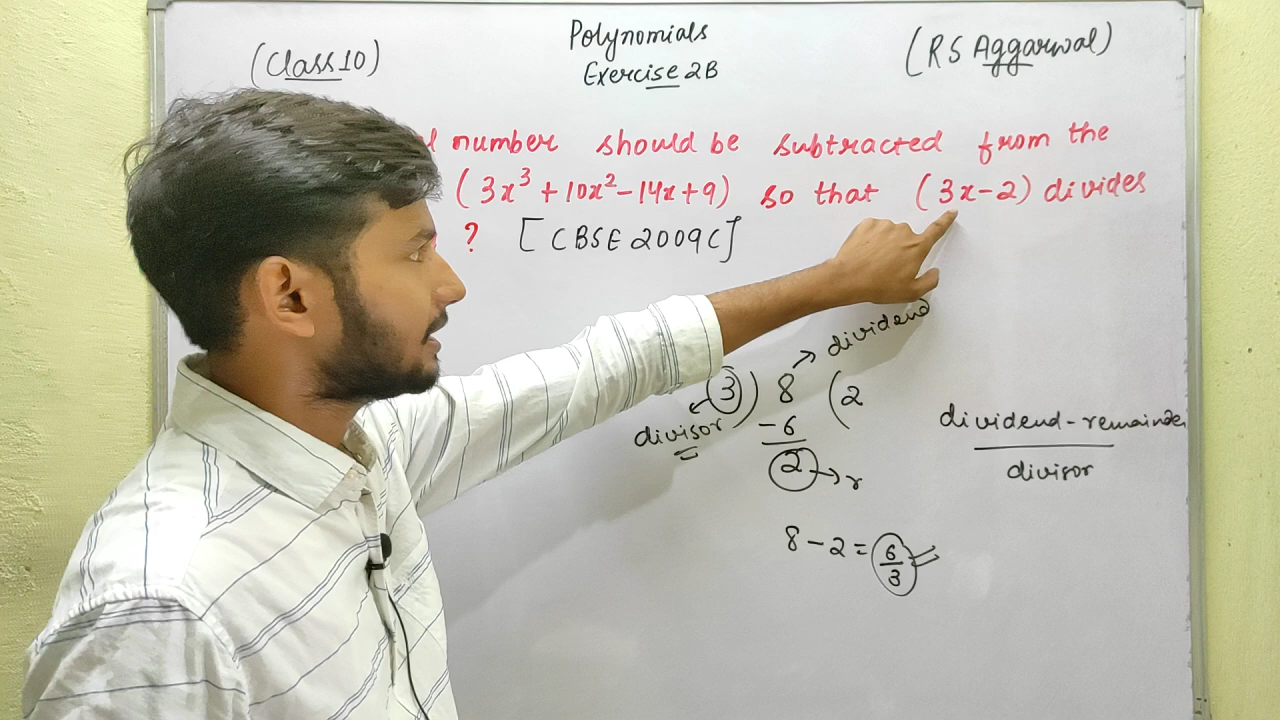 (Class 10)
Polynomials
Exercise 2B
(RS Aggarwal)
number should be subtracted from the
(3x³ + 10x² - 14x + 9) so that (3x - 2) divides
? [CBSE 2009C]
dividend
3) 8 (2
divisor
-6
2 → r
8 - 2 = 6/3
dividend - remainder
divisor